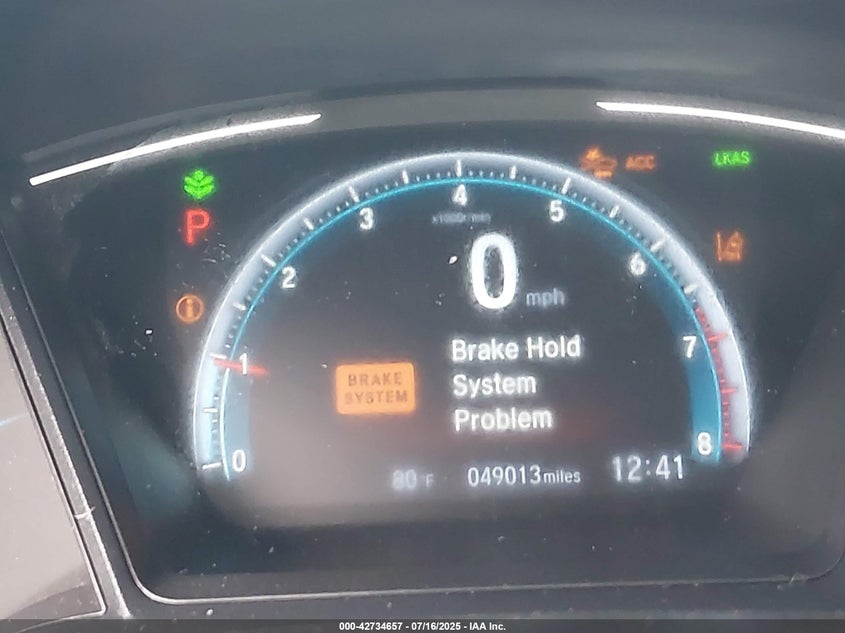 ACC
LKAS
P
x1000r/min
0 1 2 3 4 5 6 7 8
0 mph
BRAKE
SYSTEM
Brake Hold
System
Problem
80°F
049013 miles
12:41
000-42734657 - 07/16/2025 - IAA Inc.